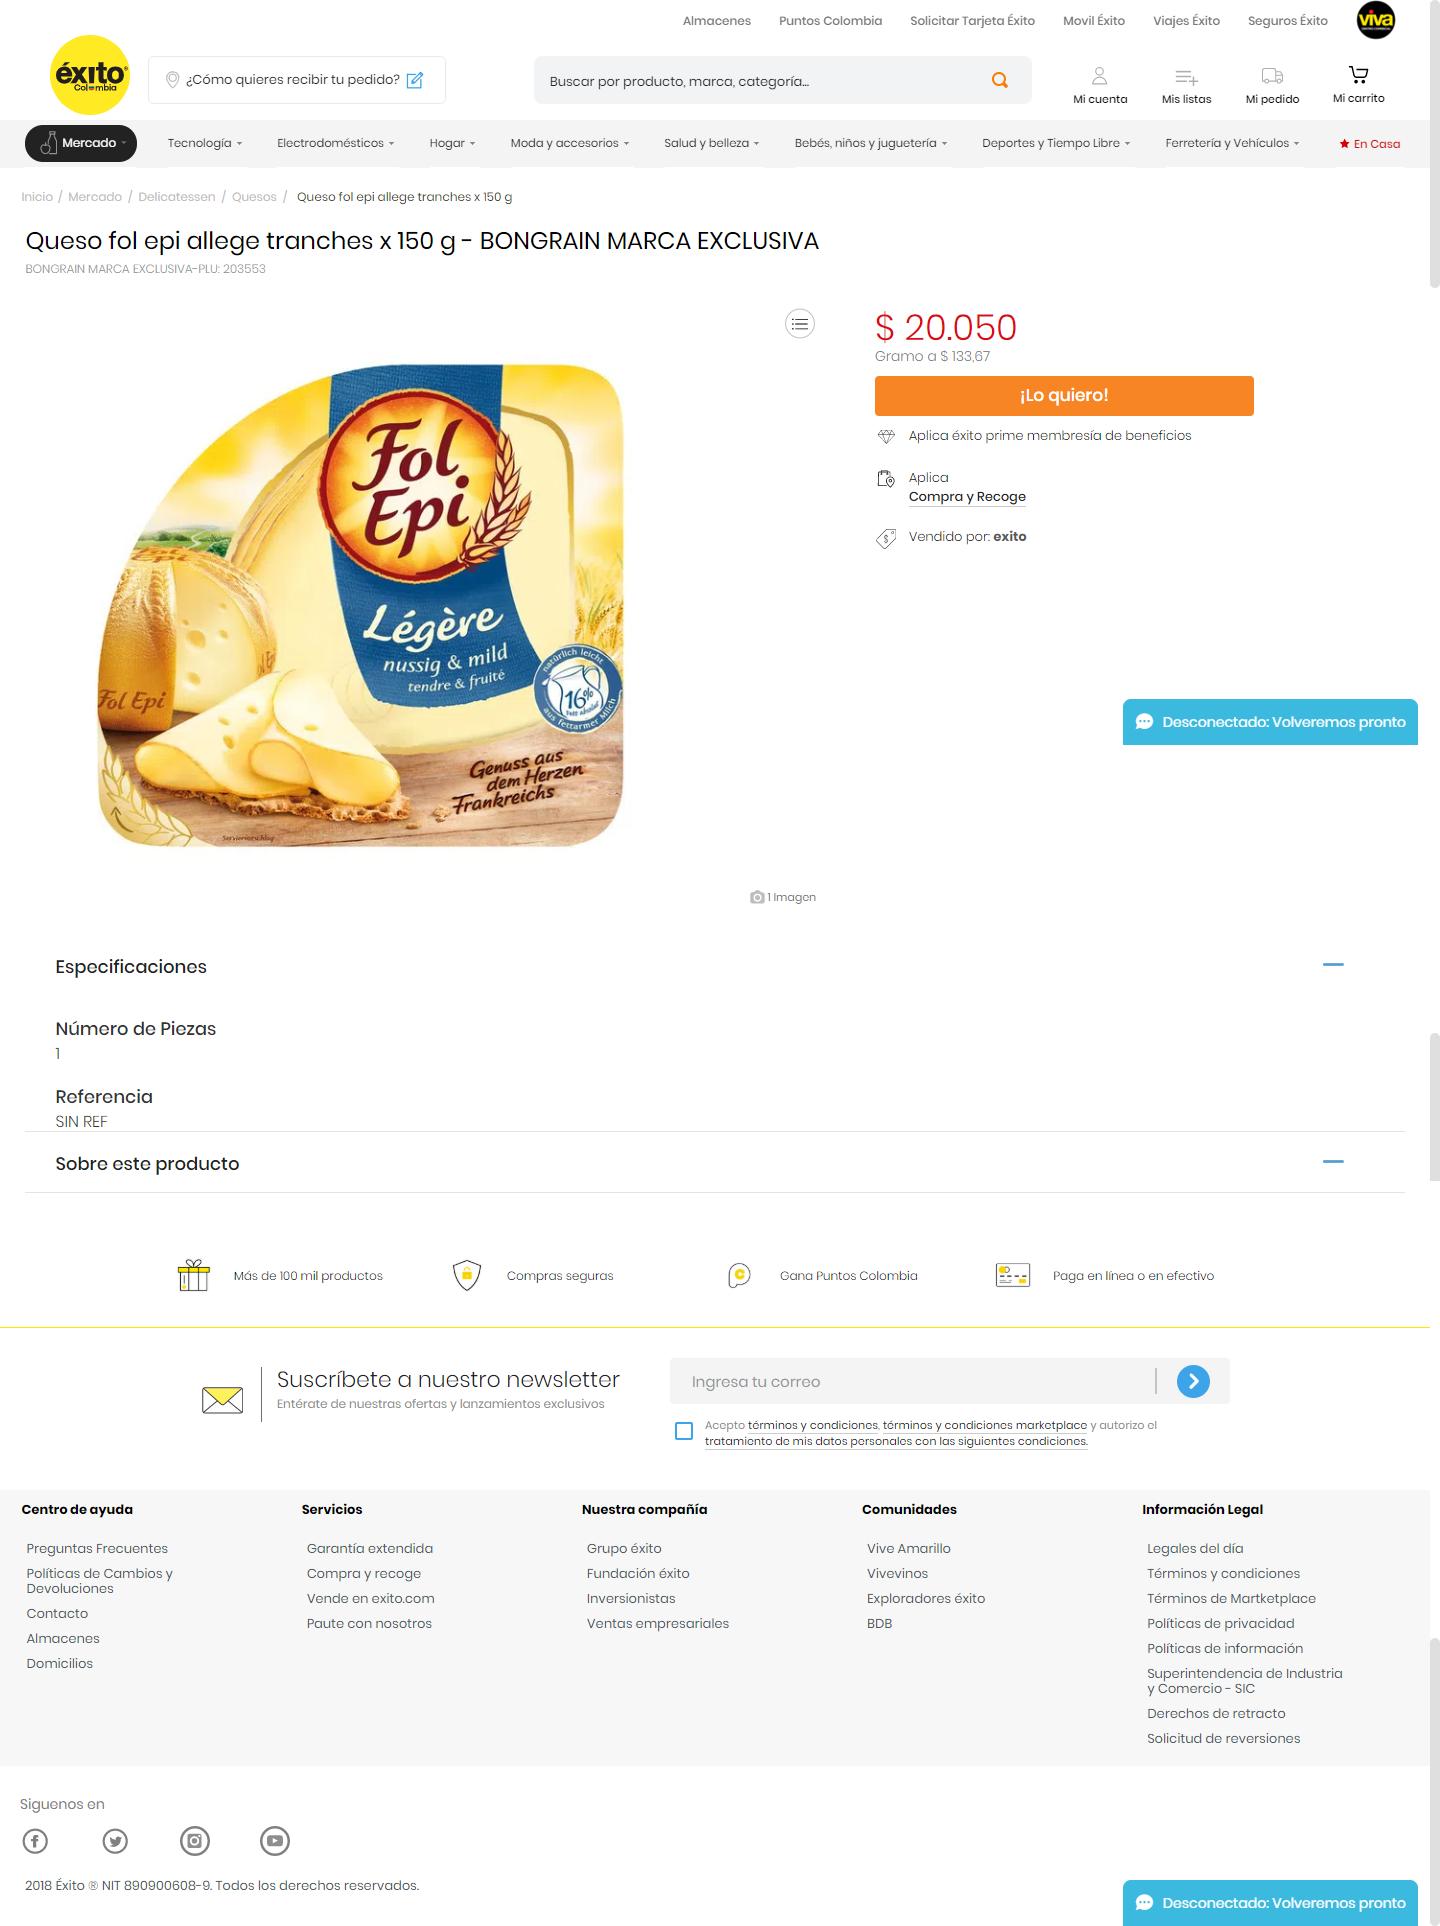 Almacenes Puntos Colombia Solicitar Tarjeta Éxito Movil Éxito Viajes Éxito Seguros Éxito viva
éxito
Colombia
¿Cómo quieres recibir tu pedido?
Buscar por producto, marca, categoría...
Mi cuenta Mis listas Mi pedido Mi carrito
Mercado Tecnología Electrodomésticos Hogar Moda y accesorios Salud y belleza Bebés, niños y juguetería Deportes y Tiempo Libre Ferretería y Vehículos En Casa
Inicio / Mercado / Delicatessen / Quesos / Queso fol epi allege tranches x 150 g
Queso fol epi allege tranches x 150 g - BONGRAIN MARCA EXCLUSIVA
BONGRAIN MARCA EXCLUSIVA-PLU: 203553
$ 20.050
Gramo a $ 133,67
¡Lo quiero!
Aplica éxito prime membresía de beneficios
Aplica
Compra y Recoge
Vendido por: exito
Fol
Epi
Légère
nussig & mild
tendre & fruité
natürlich leicht
16%
aus fettarmer Milch
Fol Epi
Genuss aus
dem Herzen
Frankreichs
Serviervorschlag
Desconectado: Volveremos pronto
1 Imagen
Especificaciones
Número de Piezas
1
Referencia
SIN REF
Sobre este producto
Más de 100 mil productos Compras seguras Gana Puntos Colombia Paga en línea o en efectivo
Suscríbete a nuestro newsletter
Entérate de nuestras ofertas y lanzamientos exclusivos
Ingresa tu correo
Acepto términos y condiciones, términos y condiciones marketplace y autorizo el
tratamiento de mis datos personales con las siguientes condiciones.
Centro de ayuda
Preguntas Frecuentes
Políticas de Cambios y
Devoluciones
Contacto
Almacenes
Domicilios
Servicios
Garantía extendida
Compra y recoge
Vende en exito.com
Paute con nosotros
Nuestra compañía
Grupo éxito
Fundación éxito
Inversionistas
Ventas empresariales
Comunidades
Vive Amarillo
Vivevinos
Exploradores éxito
BDB
Información Legal
Legales del día
Términos y condiciones
Términos de Martketplace
Políticas de privacidad
Políticas de información
Superintendencia de Industria
y Comercio - SIC
Derechos de retracto
Solicitud de reversiones
Siguenos en
2018 Éxito ® NIT 890900608-9. Todos los derechos reservados.
Desconectado: Volveremos pronto